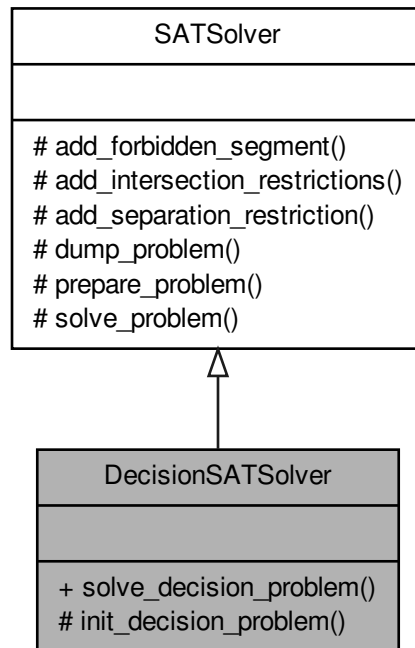 SATSolver
# add_forbidden_segment()
# add_intersection_restrictions()
# add_separation_restriction()
# dump_problem()
# prepare_problem()
# solve_problem()
DecisionSATSolver
+ solve_decision_problem()
# init_decision_problem()